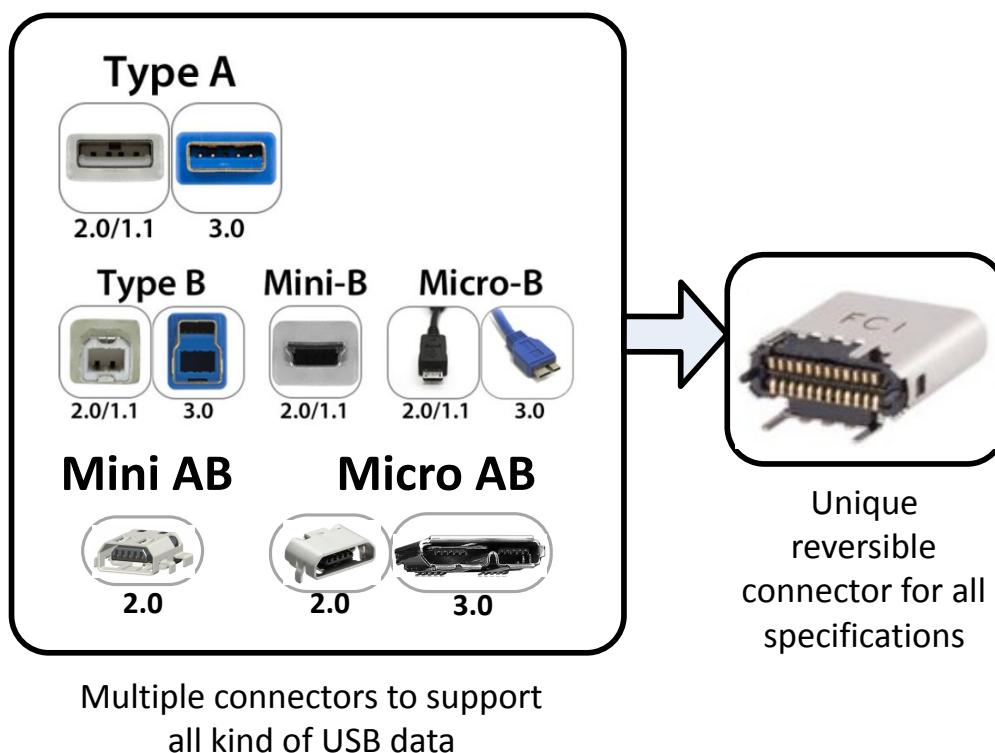 Type A
2.0/1.1 3.0
Type B Mini-B Micro-B
2.0/1.1 3.0 2.0/1.1 2.0/1.1 3.0
Mini AB Micro AB
2.0 2.0 3.0
Multiple connectors to support
all kind of USB data
FCI
Unique
reversible
connector for all
specifications